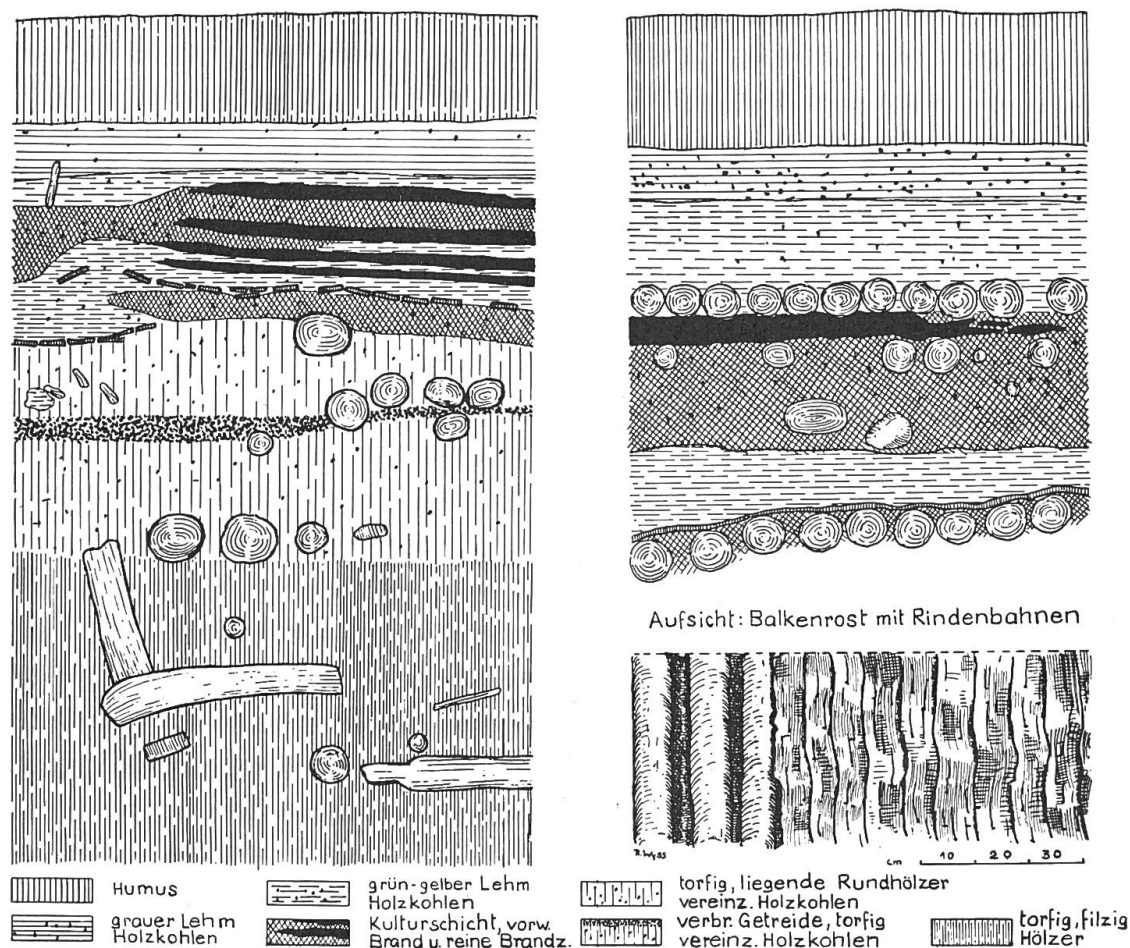 Aufsicht: Balkenrost mit Rindenbahnen
cm 10 20 30
Humus
grauer Lehm
Holzkohlen
grün-gelber Lehm
Holzkohlen
Kulturschicht, vorw.
Brand u. reine Brandz.
torfig, liegende Rundhölzer
vereinz. Holzkohlen
verbr. Getreide, torfig
vereinz. Holzkohlen
torfig, filzig
Hölzer